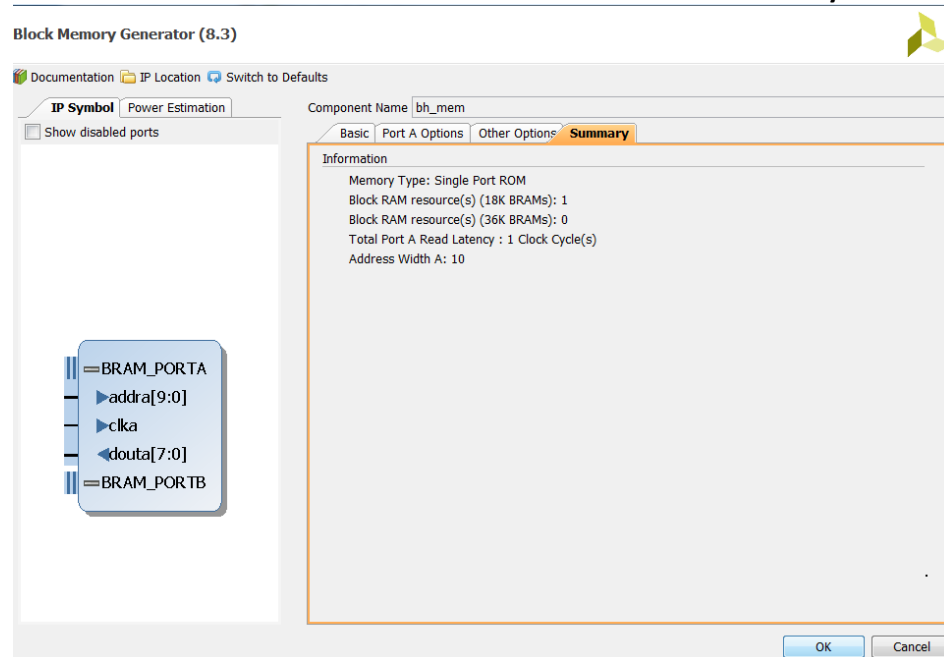 Block Memory Generator (8.3)
Documentation IP Location Switch to Defaults
IP Symbol Power Estimation
Show disabled ports
BRAM_PORTA
addra[9:0]
clka
douta[7:0]
BRAM_PORTB
Component Name bh_mem
Basic Port A Options Other Options Summary
Information
Memory Type: Single Port ROM
Block RAM resource(s) (18K BRAMs): 1
Block RAM resource(s) (36K BRAMs): 0
Total Port A Read Latency : 1 Clock Cycle(s)
Address Width A: 10
OK Cancel